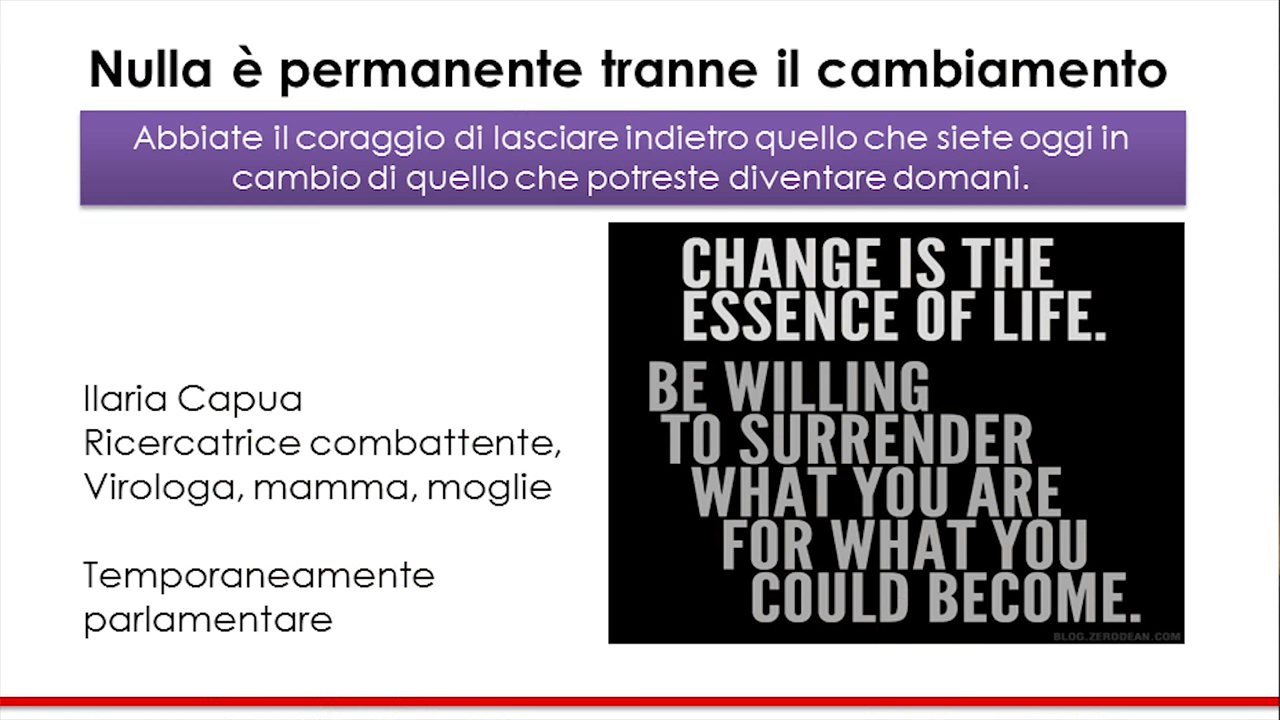 Nulla è permanente tranne il cambiamento
Abbiate il coraggio di lasciare indietro quello che siete oggi in
cambio di quello che potreste diventare domani.
CHANGE IS THE
ESSENCE OF LIFE.
BE WILLING
TO SURRENDER
WHAT YOU ARE
FOR WHAT YOU
COULD BECOME.
BLOG.ZERODEAN.COM
Ilaria Capua
Ricercatrice combattente,
Virologa, mamma, moglie
Temporaneamente
parlamentare